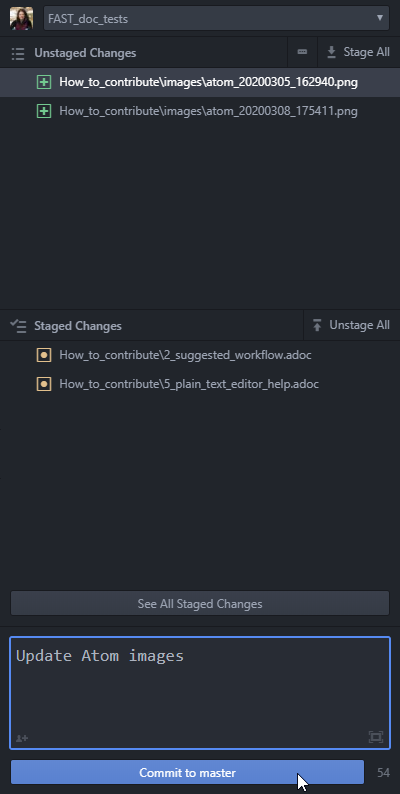 FAST_doc_tests
Unstaged Changes
Stage All
How_to_contribute\images\atom_20200305_162940.png
How_to_contribute\images\atom_20200308_175411.png
Staged Changes
Unstage All
How_to_contribute\2_suggested_workflow.adoc
How_to_contribute\5_plain_text_editor_help.adoc
See All Staged Changes
Update Atom images
Commit to master
54